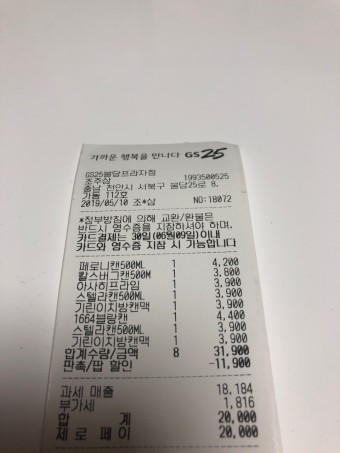 가까운 행복을 만나다 GS25
GS25불당프라자점 1993500525
조주삼
충남 천안시 서북구 불당25로 8,
가동 112호
2019/05/10 조*삼 NO:18072
*정부방침에 의해 교환/환불은
반드시 영수증을 지참하셔야 하며,
카드결제는 30일(06월09일)이내
카드와 영수증 지참 시 가능합니다
페로니캔500ML 1 4,200
칼스버그캔500M 1 3,800
아사히프라임 1 3,900
스텔라캔500ML 1 3,900
기린이치방캔맥 1 3,900
1664블랑캔 1 4,400
스텔라캔500ML 1 3,900
기린이치방캔맥 1 3,900
합계수량/금액 8 31,900
판촉/팝 할인 -11,900
과세 매출 18,184
부가세 1,816
합 계 20,000
제로페이 20,000